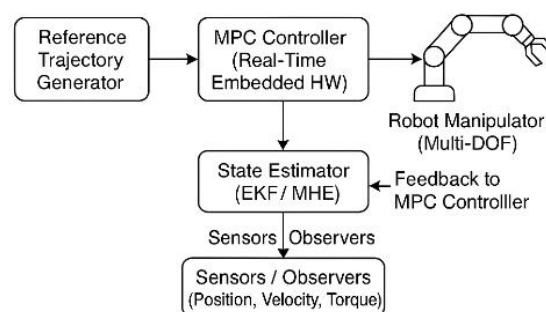 Reference
Trajectory
Generator
MPC Controller
(Real-Time
Embedded HW)
Robot Manipulator
(Multi-DOF)
State Estimator
(EKF / MHE)
Feedback to
MPC Controlller
Sensors Observers
Sensors / Observers
(Position, Velocity, Torque)